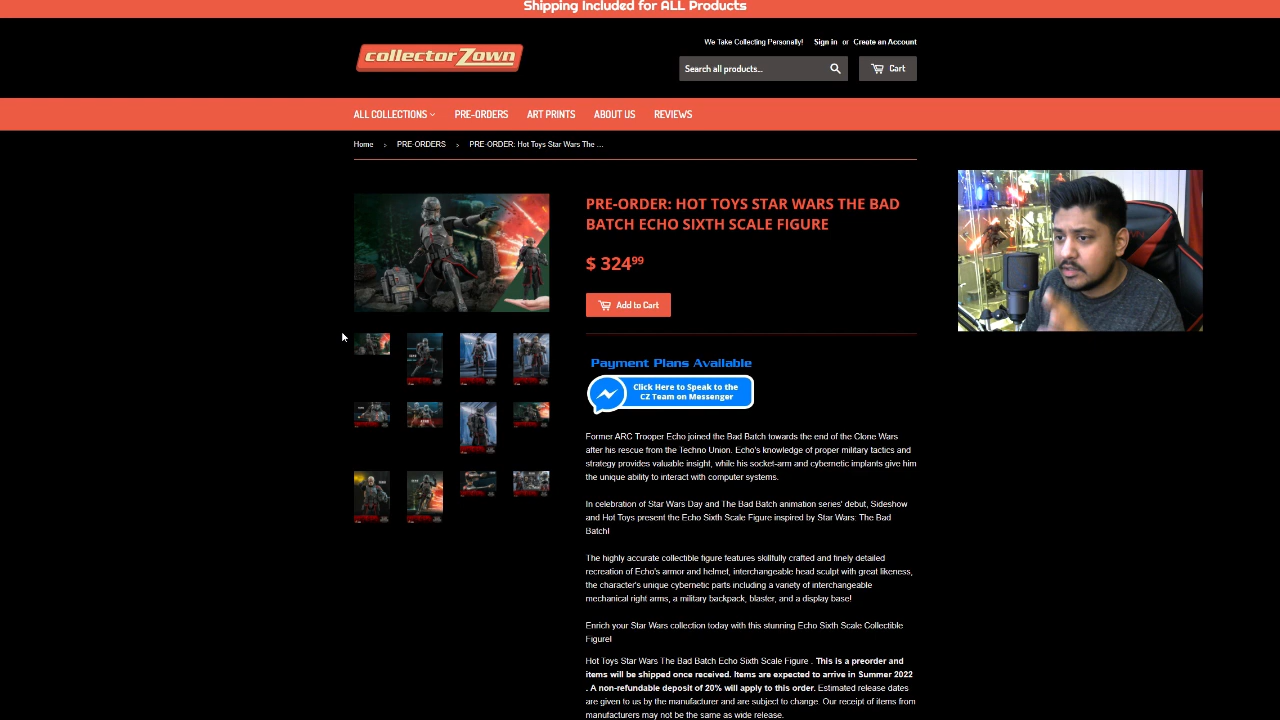 Shipping Included for ALL Products
collectorZown
We Take Collecting Personally! Sign in or Create an Account
Search all products...
Cart
ALL COLLECTIONS PRE-ORDERS ART PRINTS ABOUT US REVIEWS
Home › PRE-ORDERS › PRE-ORDER: Hot Toys Star Wars The ...
PRE-ORDER: HOT TOYS STAR WARS THE BAD
BATCH ECHO SIXTH SCALE FIGURE
$ 324.99
Add to Cart
Payment Plans Available
Click Here to Speak to the
CZ Team on Messenger
Former ARC Trooper Echo joined the Bad Batch towards the end of the Clone Wars
after his rescue from the Techno Union. Echo's knowledge of proper military tactics and
strategy provides valuable insight, while his socket-arm and cybernetic implants give him
the unique ability to interact with computer systems.
In celebration of Star Wars Day and The Bad Batch animation series' debut, Sideshow
and Hot Toys present the Echo Sixth Scale Figure inspired by Star Wars: The Bad
Batch!
The highly accurate collectible figure features skillfully crafted and finely detailed
recreation of Echo's armor and helmet, interchangeable head sculpt with great likeness,
the character's unique cybernetic parts including a variety of interchangeable
mechanical right arms, a military backpack, blaster, and a display base!
Enrich your Star Wars collection today with this stunning Echo Sixth Scale Collectible
Figure!
Hot Toys Star Wars The Bad Batch Echo Sixth Scale Figure . This is a preorder and
items will be shipped once received. Items are expected to arrive in Summer 2022
. A non-refundable deposit of 20% will apply to this order. Estimated release dates
are given to us by the manufacturer and are subject to change. Our receipt of items from
manufacturers may not be the same as wide release.